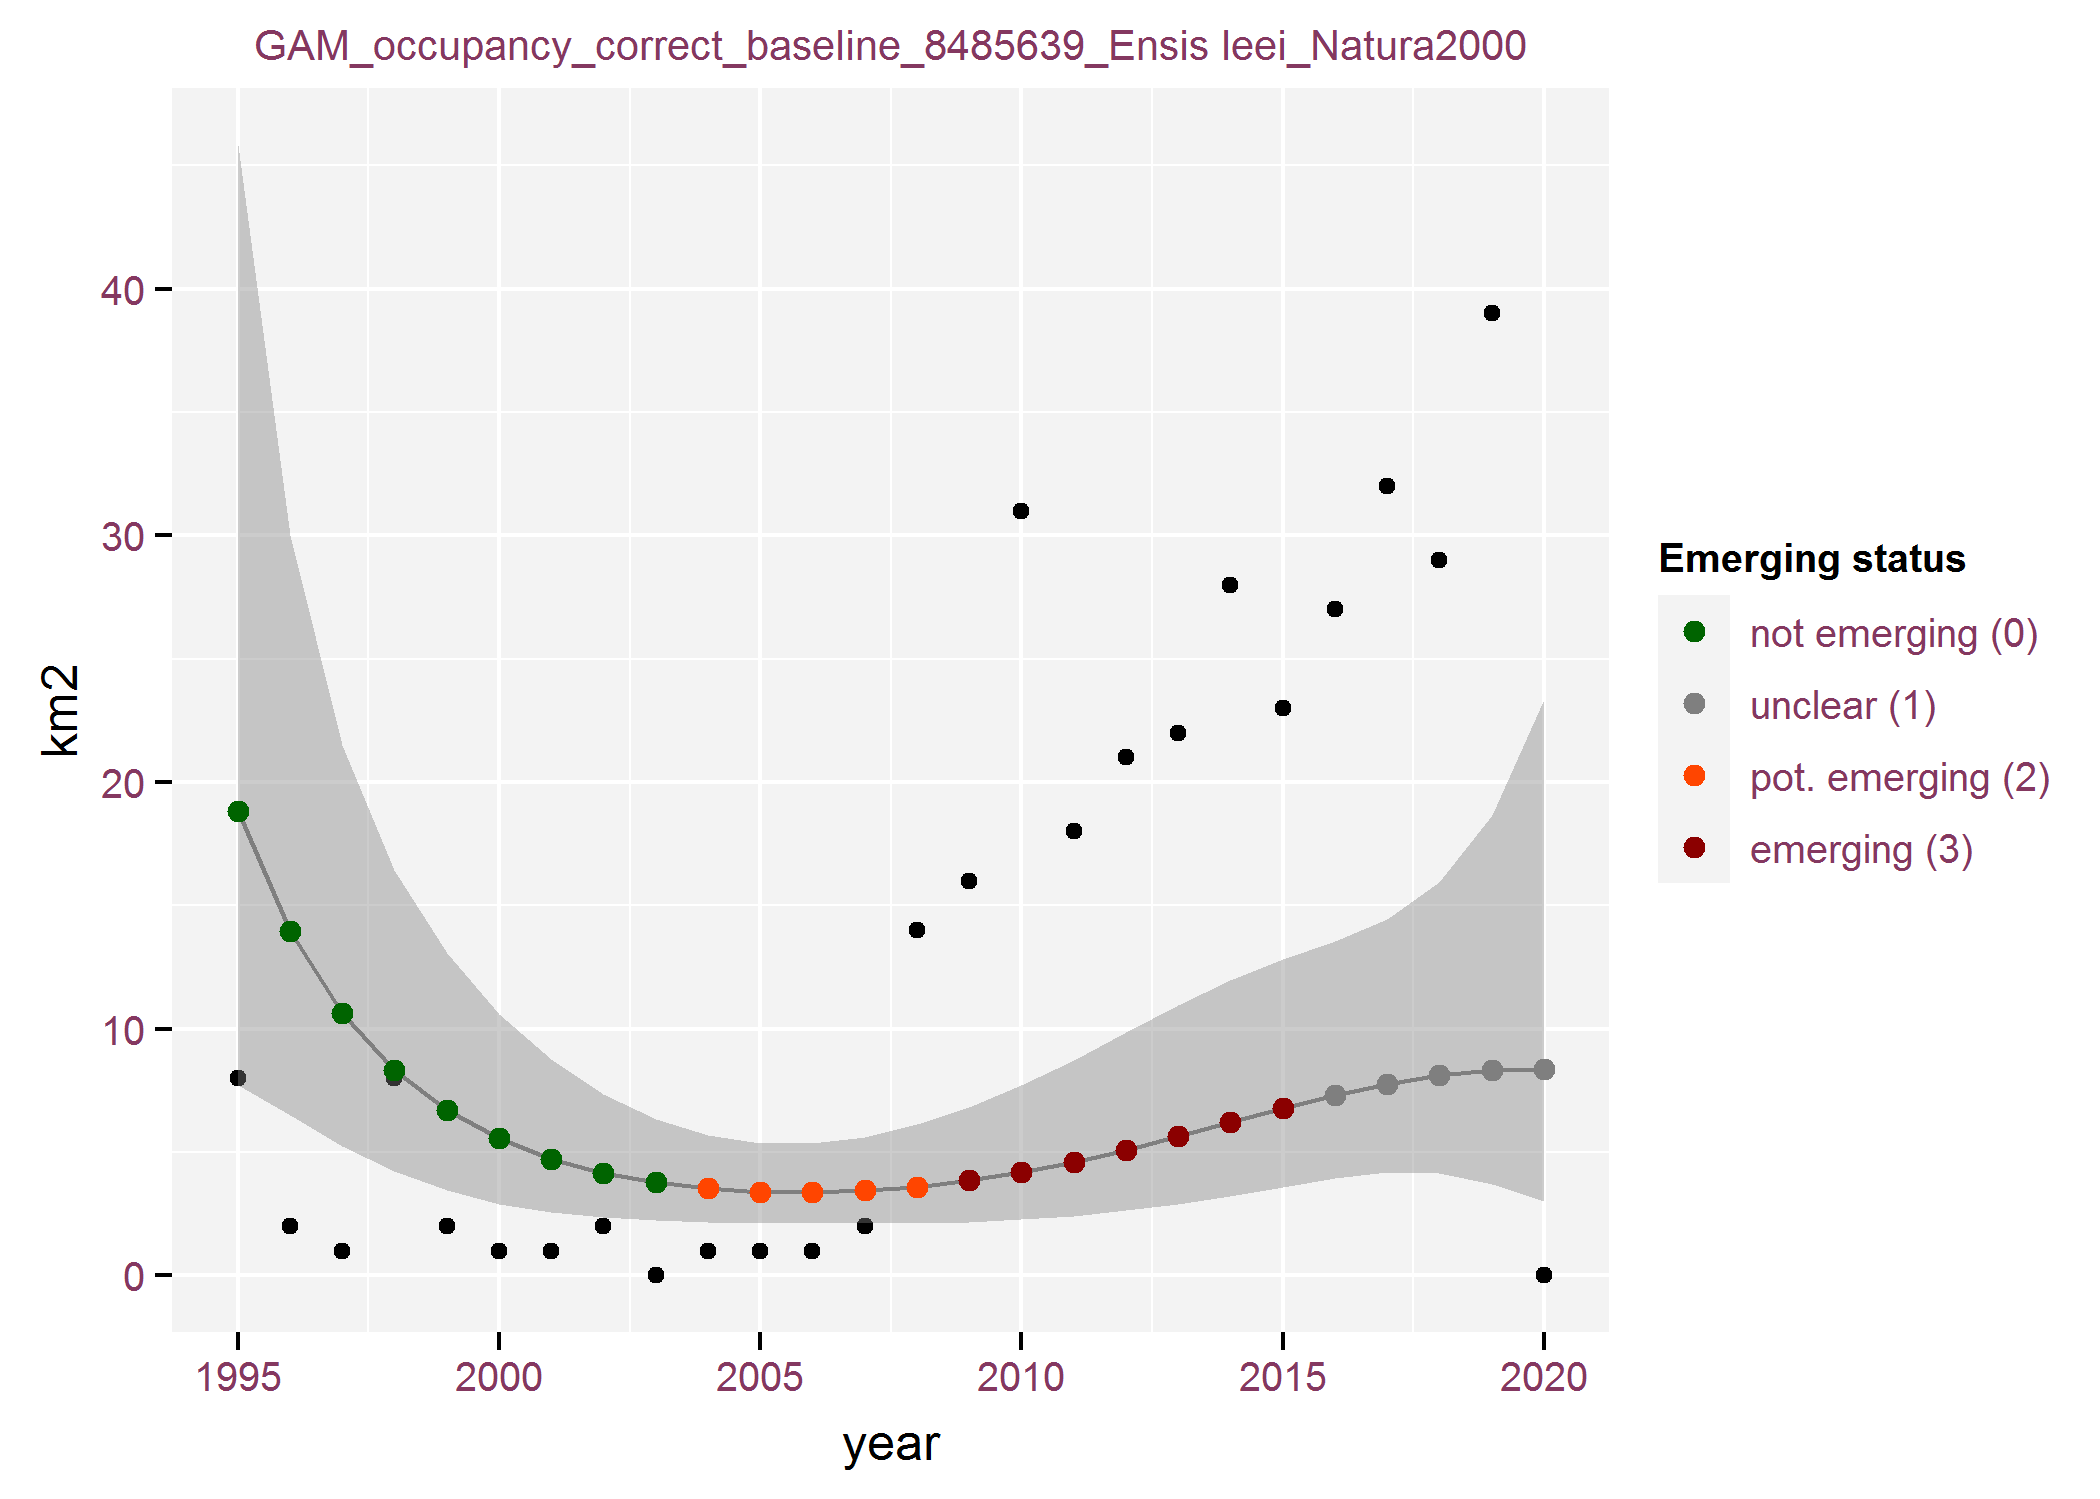 GAM_occupancy_correct_baseline_8485639_Ensis leei_Natura2000
40
30
20
10
0
km2
1995 2000 2005 2010 2015 2020
year
Emerging status
not emerging (0)
unclear (1)
pot. emerging (2)
emerging (3)